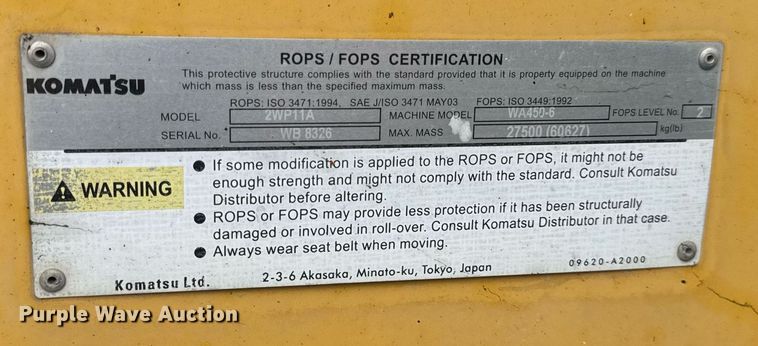 ROPS / FOPS CERTIFICATION
KOMATSU
This protective structure complies with the standard provided that it is properly equipped on the machine
which mass is less than the specified maximum mass.
ROPS: ISO 3471:1994, SAE J/ISO 3471 MAY03 FOPS: ISO 3449:1992
MODEL 2WP11A MACHINE MODEL WA450-6 FOPS LEVEL No: 2
SERIAL No. WB 8326 MAX. MASS 27500 (60627) kg(lb)
WARNING
● If some modification is applied to the ROPS or FOPS, it might not be
enough strength and might not comply with the standard. Consult Komatsu
Distributor before altering.
● ROPS or FOPS may provide less protection if it has been structurally
damaged or involved in roll-over. Consult Komatsu Distributor in that case.
● Always wear seat belt when moving.
Komatsu Ltd. 2-3-6 Akasaka, Minato-ku, Tokyo, Japan 09620-A2000
Purple Wave Auction